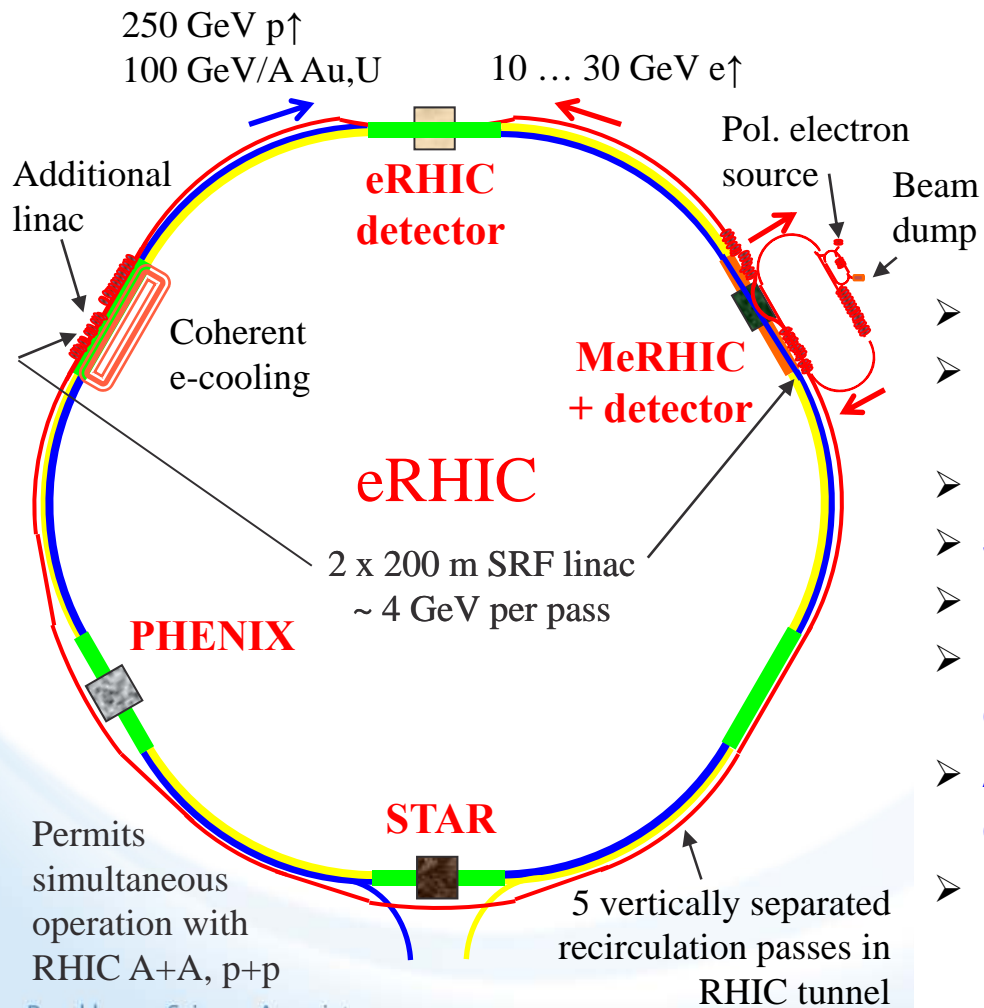 250 GeV p↑
100 GeV/A Au,U
10 … 30 GeV e↑
Pol. electron
source
Beam
dump
Additional
linac
eRHIC
detector
Coherent
e-cooling
MeRHIC
+ detector
eRHIC
2 x 200 m SRF linac
~ 4 GeV per pass
PHENIX
STAR
Permits
simultaneous
operation with
RHIC A+A, p+p
5 vertically separated
recirculation passes in
RHIC tunnel